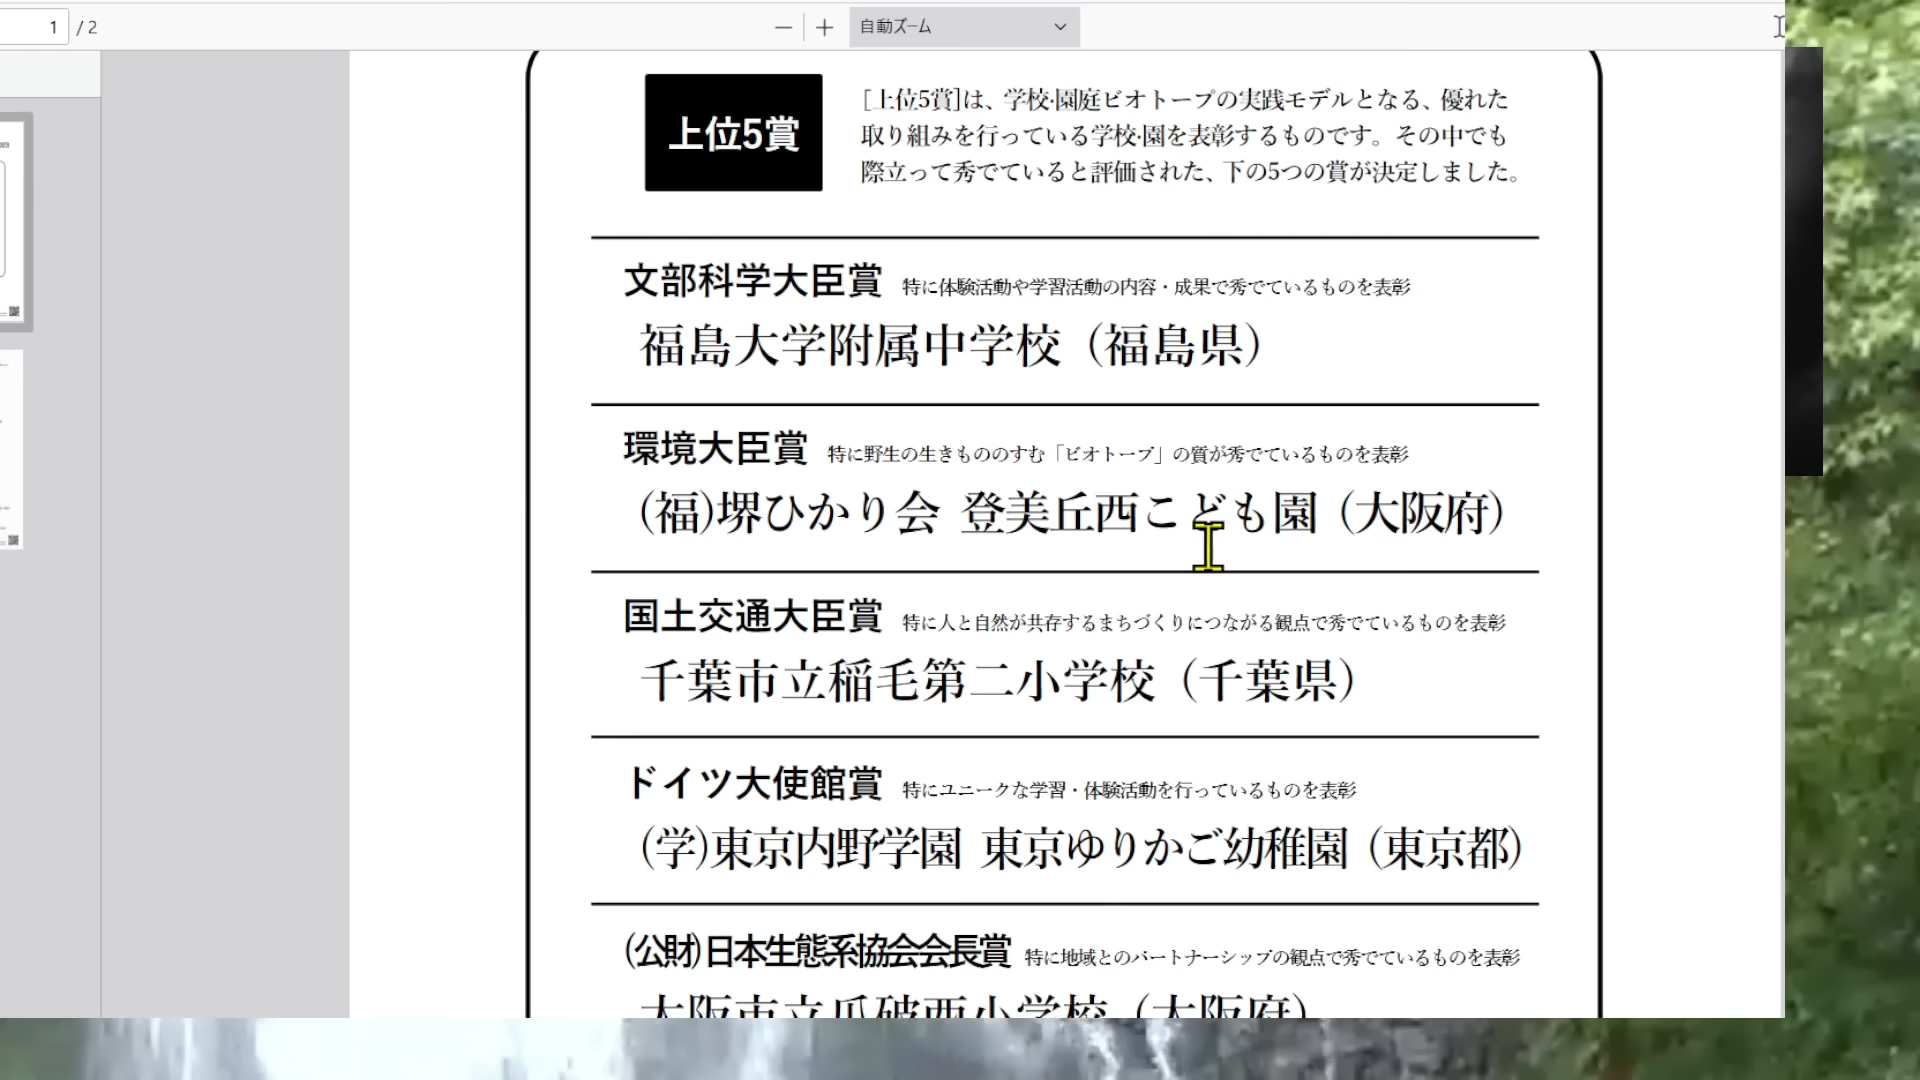 1 / 2
自動ズーム
上位5賞
[上位5賞]は、学校・園庭ビオトープの実践モデルとなる、優れた
取り組みを行っている学校・園を表彰するものです。その中でも
際立って秀でていると評価された、下の5つの賞が決定しました。
文部科学大臣賞 特に体験活動や学習活動の内容・成果で秀でているものを表彰
福島大学附属中学校（福島県）
環境大臣賞 特に野生の生きもののすむ「ビオトープ」の質が秀でているものを表彰
(福)堺ひかり会 登美丘西こども園（大阪府）
国土交通大臣賞 特に人と自然が共存するまちづくりにつながる観点で秀でているものを表彰
千葉市立稲毛第二小学校（千葉県）
ドイツ大使館賞 特にユニークな学習・体験活動を行っているものを表彰
(学)東京内野学園 東京ゆりかご幼稚園（東京都）
(公財)日本生態系協会会長賞 特に地域とのパートナーシップの観点で秀でているものを表彰
大阪市立瓜破西小学校（大阪府）